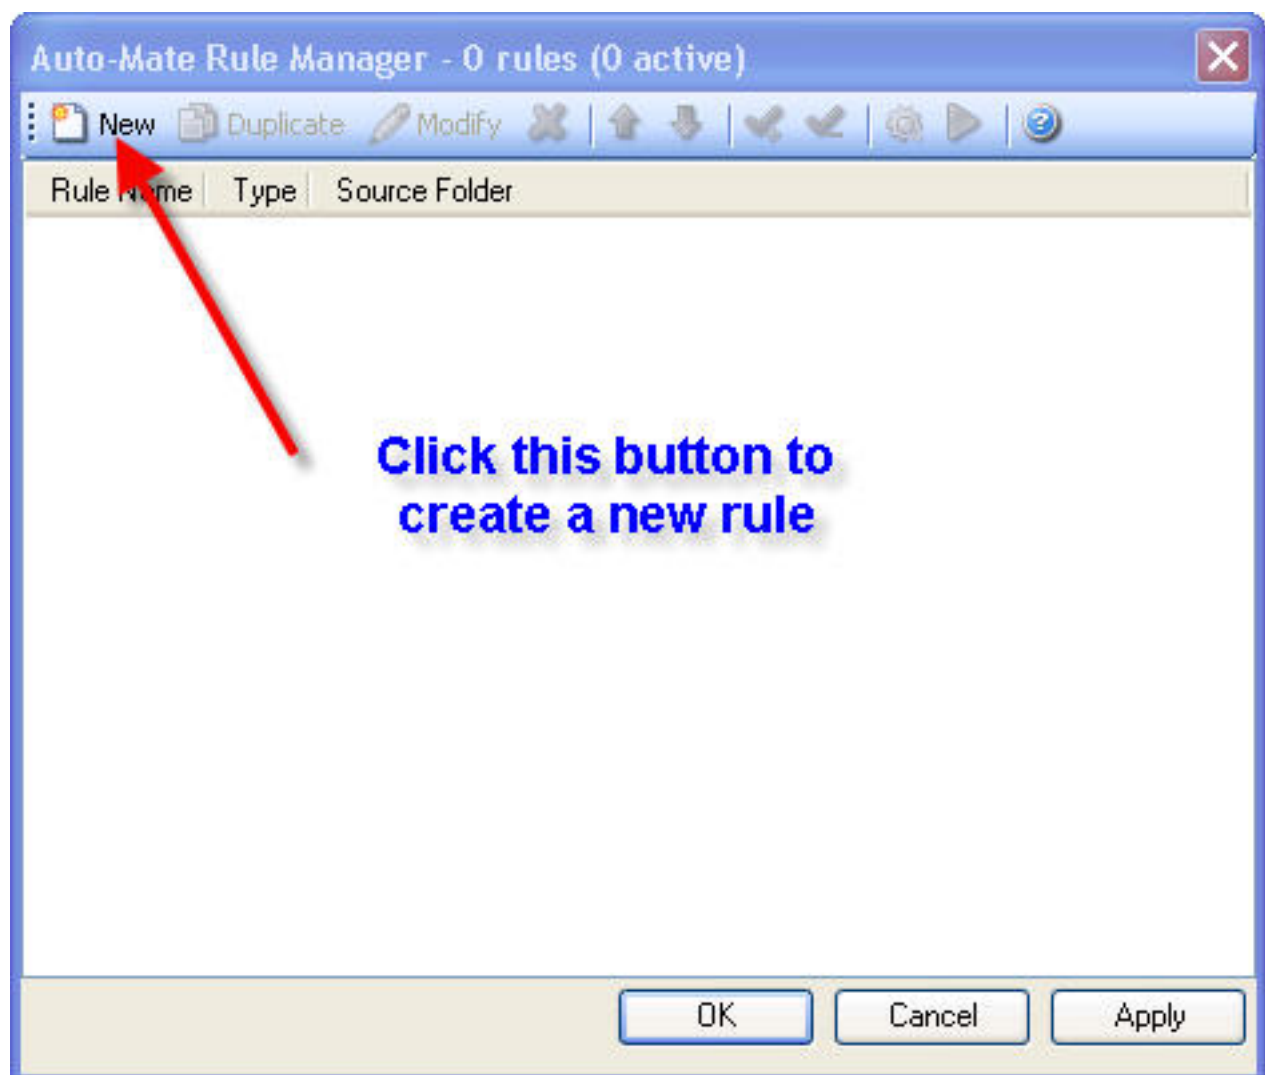 Auto-Mate Rule Manager - 0 rules (0 active)
New Duplicate Modify
Rule Name Type Source Folder
Click this button to
create a new rule
OK Cancel Apply